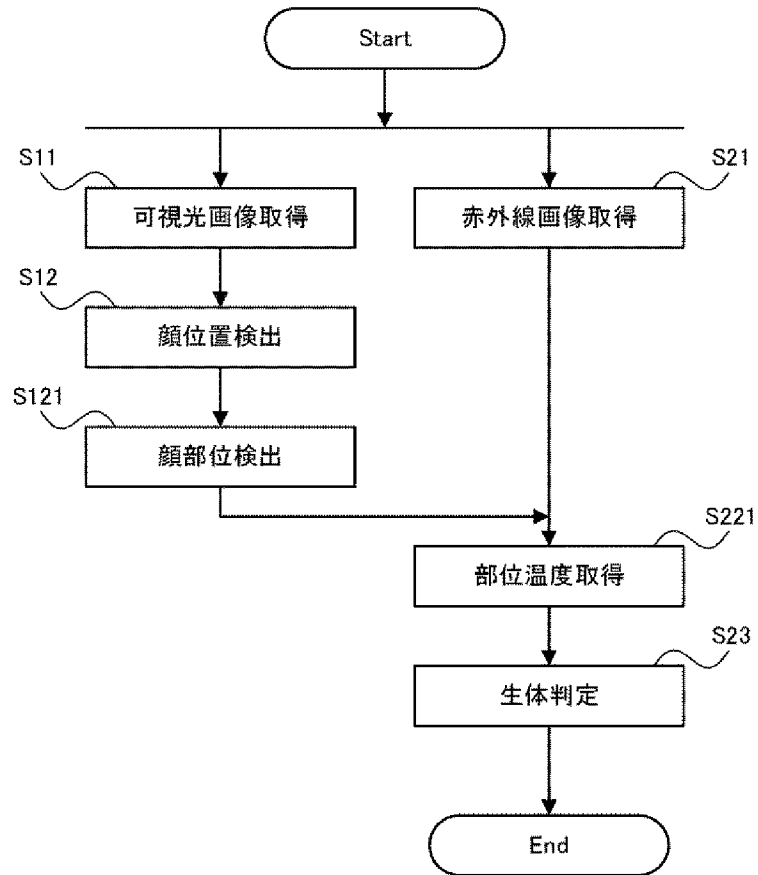 Start
S11
可視光画像取得
S21
赤外線画像取得
S12
顔位置検出
S121
顔部位検出
S221
部位温度取得
S23
生体判定
End